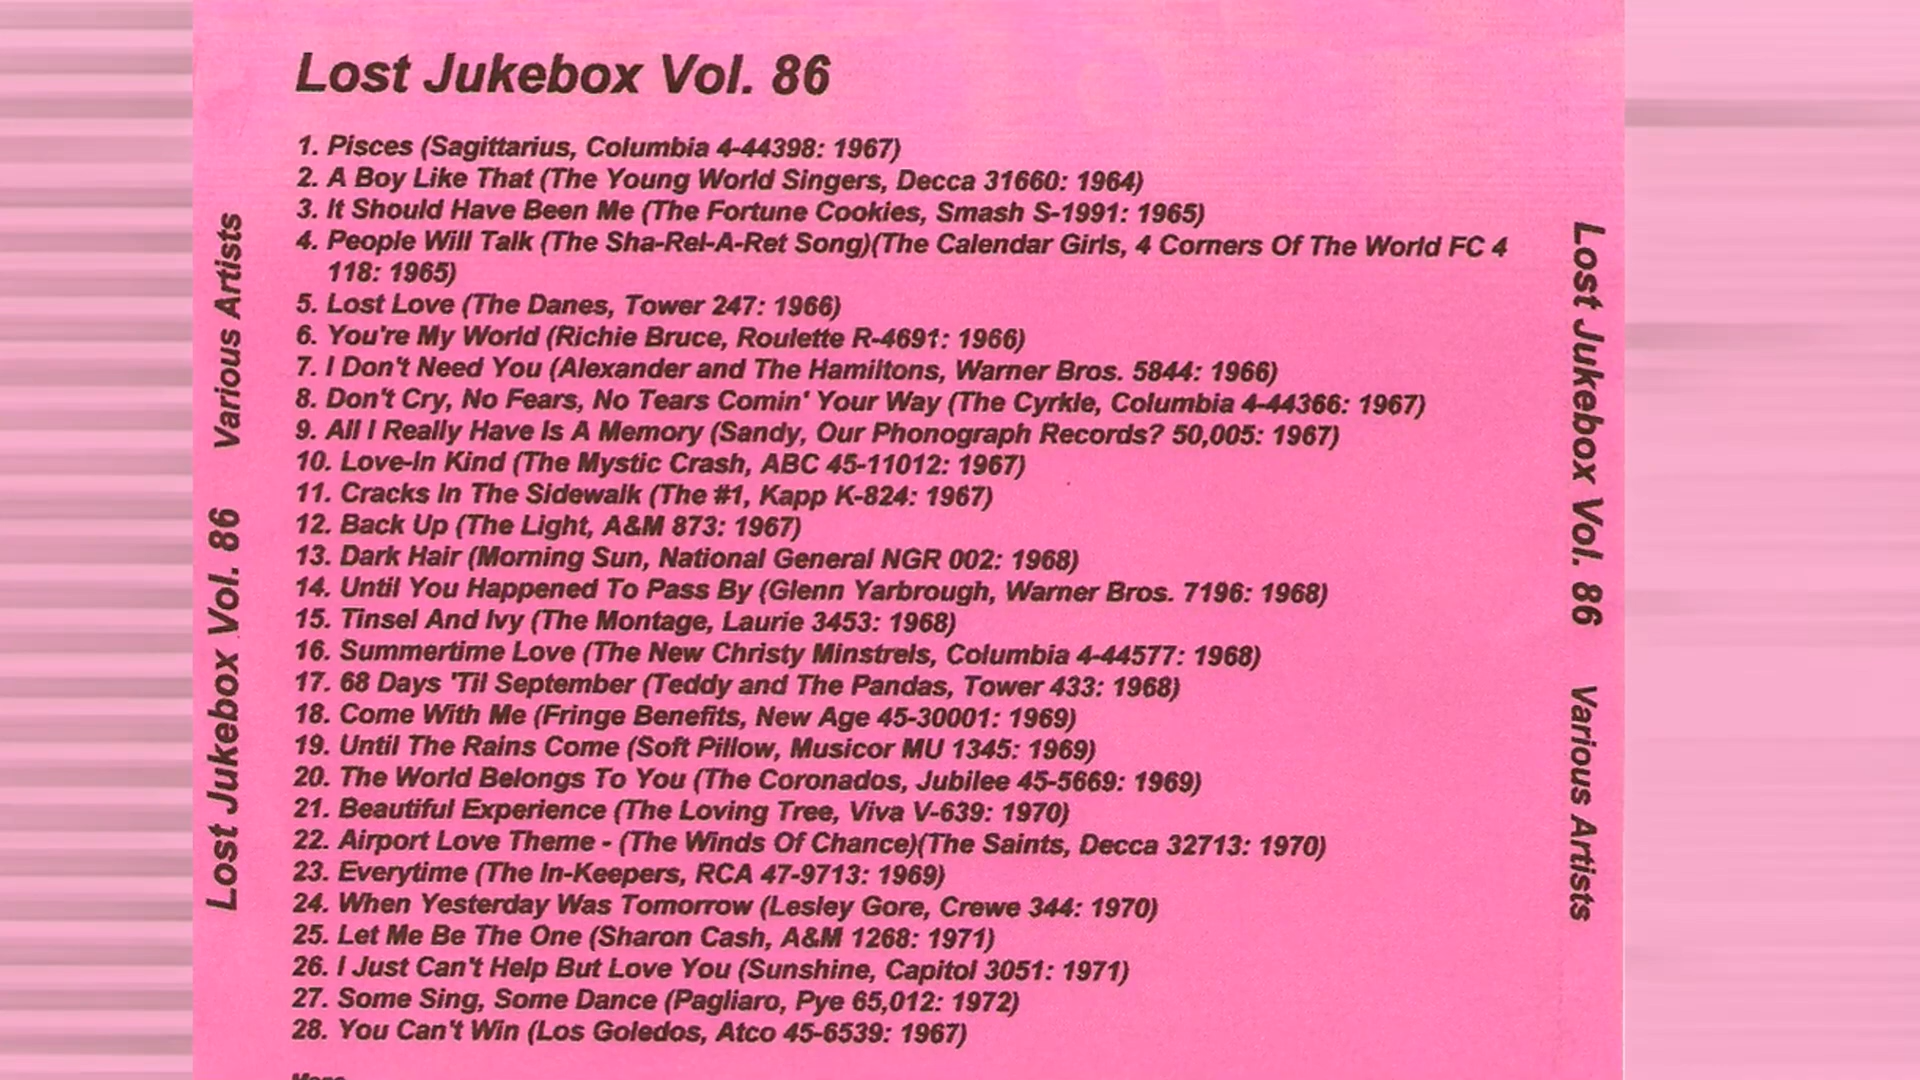 Lost Jukebox Vol. 86
1. Pisces (Sagittarius, Columbia 4-44398: 1967)
2. A Boy Like That (The Young World Singers, Decca 31660: 1964)
3. It Should Have Been Me (The Fortune Cookies, Smash S-1991: 1965)
4. People Will Talk (The Sha-Rel-A-Ret Song)(The Calendar Girls, 4 Corners Of The World FC 4
118: 1965)
5. Lost Love (The Danes, Tower 247: 1966)
6. You're My World (Richie Bruce, Roulette R-4691: 1966)
7. I Don't Need You (Alexander and The Hamiltons, Warner Bros. 5844: 1966)
8. Don't Cry, No Fears, No Tears Comin' Your Way (The Cyrkle, Columbia 4-44366: 1967)
9. All I Really Have Is A Memory (Sandy, Our Phonograph Records? 50,005: 1967)
10. Love-In Kind (The Mystic Crash, ABC 45-11012: 1967)
11. Cracks In The Sidewalk (The #1, Kapp K-824: 1967)
12. Back Up (The Light, A&M 873: 1967)
13. Dark Hair (Morning Sun, National General NGR 002: 1968)
14. Until You Happened To Pass By (Glenn Yarbrough, Warner Bros. 7196: 1968)
15. Tinsel And Ivy (The Montage, Laurie 3453: 1968)
16. Summertime Love (The New Christy Minstrels, Columbia 4-44577: 1968)
17. 68 Days 'Til September (Teddy and The Pandas, Tower 433: 1968)
18. Come With Me (Fringe Benefits, New Age 45-30001: 1969)
19. Until The Rains Come (Soft Pillow, Musicor MU 1345: 1969)
20. The World Belongs To You (The Coronados, Jubilee 45-5669: 1969)
21. Beautiful Experience (The Loving Tree, Viva V-639: 1970)
22. Airport Love Theme - (The Winds Of Chance)(The Saints, Decca 32713: 1970)
23. Everytime (The In-Keepers, RCA 47-9713: 1969)
24. When Yesterday Was Tomorrow (Lesley Gore, Crewe 344: 1970)
25. Let Me Be The One (Sharon Cash, A&M 1268: 1971)
26. I Just Can't Help But Love You (Sunshine, Capitol 3051: 1971)
27. Some Sing, Some Dance (Pagliaro, Pye 65,012: 1972)
28. You Can't Win (Los Goledos, Atco 45-6539: 1967)
Lost Jukebox Vol. 86 Various Artists
Lost Jukebox Vol. 86 Various Artists